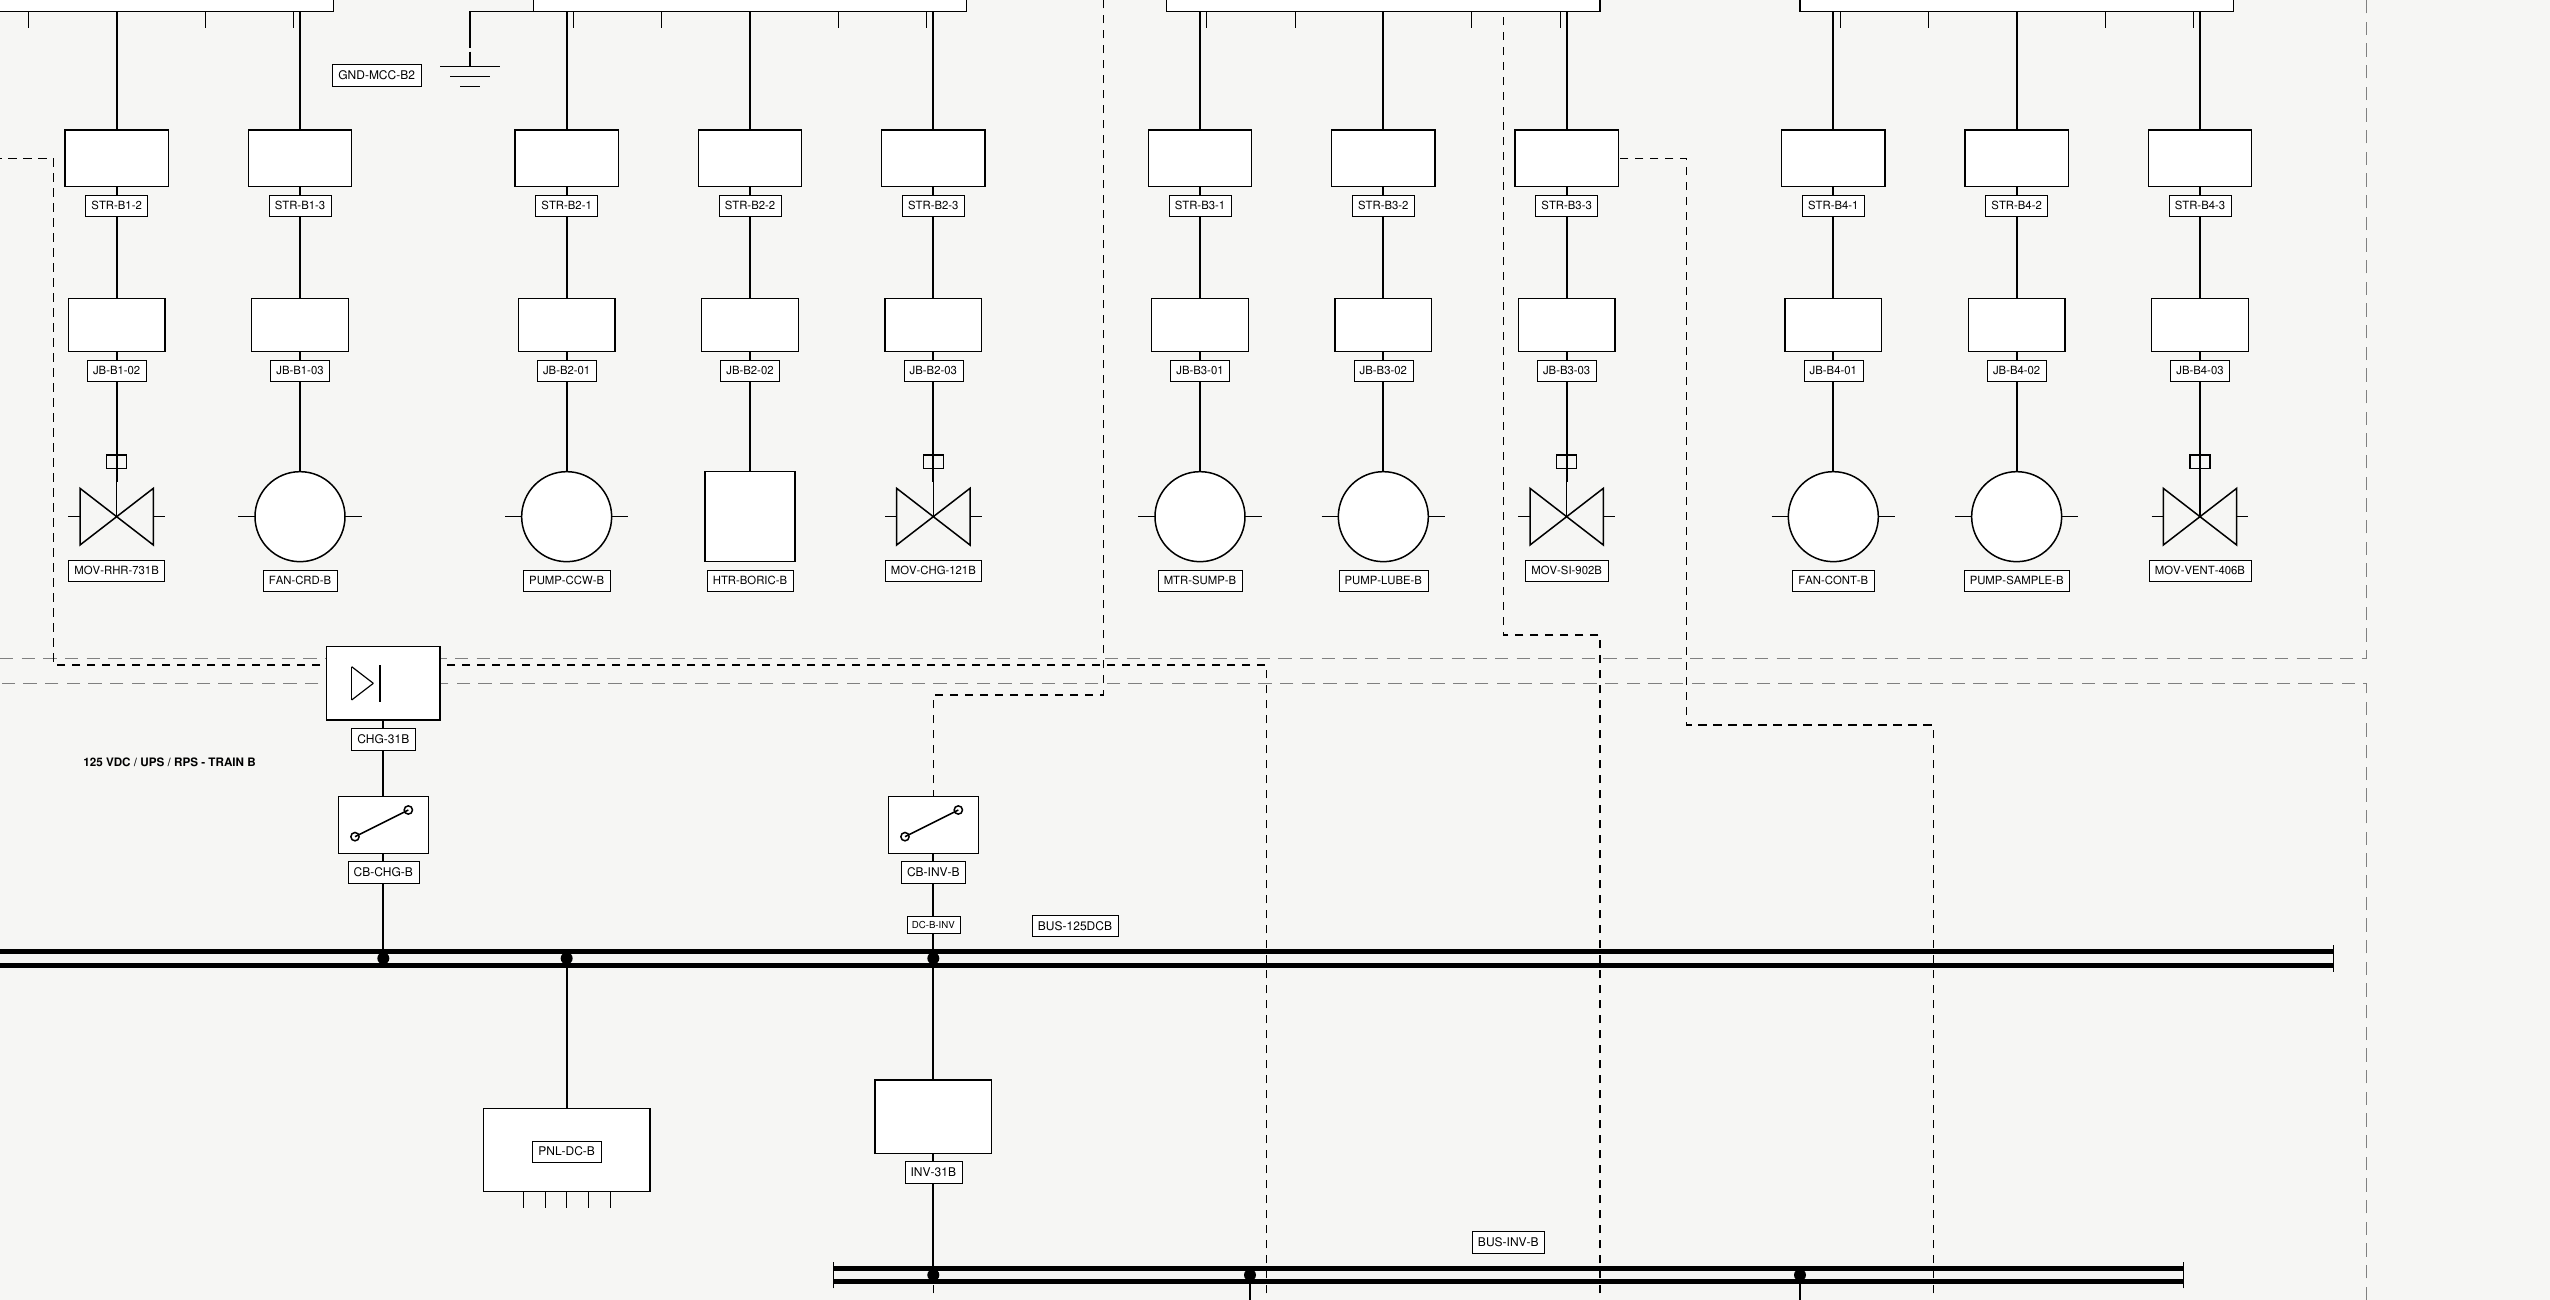 GND-MCC-B2
STR-B1-2
STR-B1-3
STR-B2-1
STR-B2-2
STR-B2-3
STR-B3-1
STR-B3-2
STR-B3-3
STR-B4-1
STR-B4-2
STR-B4-3
JB-B1-02
JB-B1-03
JB-B2-01
JB-B2-02
JB-B2-03
JB-B3-01
JB-B3-02
JB-B3-03
JB-B4-01
JB-B4-02
JB-B4-03
MOV-RHR-731B
FAN-CRD-B
PUMP-CCW-B
HTR-BORIC-B
MOV-CHG-121B
MTR-SUMP-B
PUMP-LUBE-B
MOV-SI-902B
FAN-CONT-B
PUMP-SAMPLE-B
MOV-VENT-406B
CHG-31B
125 VDC / UPS / RPS - TRAIN B
CB-CHG-B
CB-INV-B
DC-B-INV
BUS-125DCB
PNL-DC-B
INV-31B
BUS-INV-B